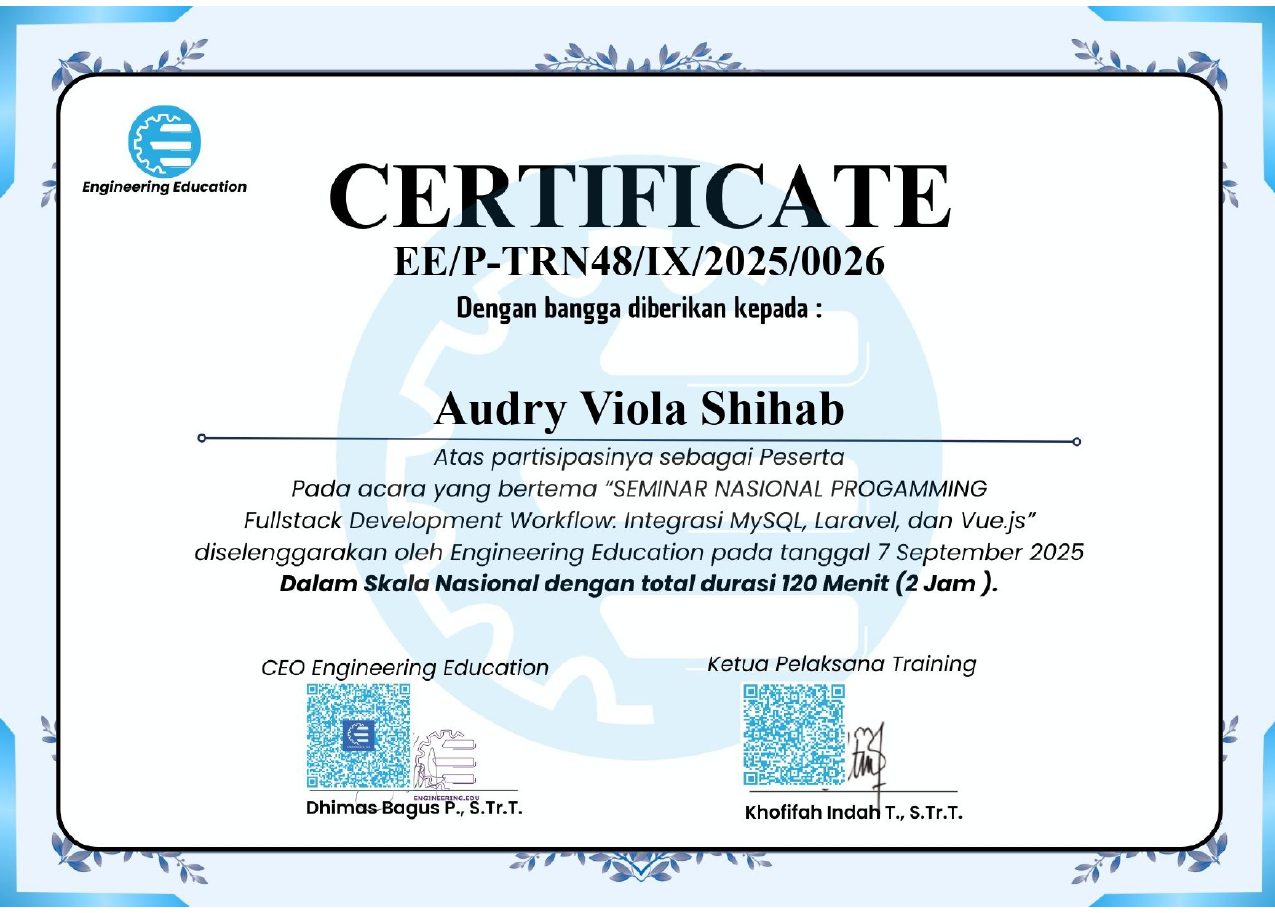 Engineering Education
CERTIFICATE
EE/P-TRN48/IX/2025/0026
Dengan bangga diberikan kepada :
Audry Viola Shihab
Atas partisipasinya sebagai Peserta
Pada acara yang bertema “SEMINAR NASIONAL PROGAMMING
Fullstack Development Workflow: Integrasi MySQL, Laravel, dan Vue.js”
diselenggarakan oleh Engineering Education pada tanggal 7 September 2025
Dalam Skala Nasional dengan total durasi 120 Menit (2 Jam ).
CEO Engineering Education
Ketua Pelaksana Training
ENGINEERING.EDU
Dhimas Bagus P., S.Tr.T.
Khofifah Indah T., S.Tr.T.